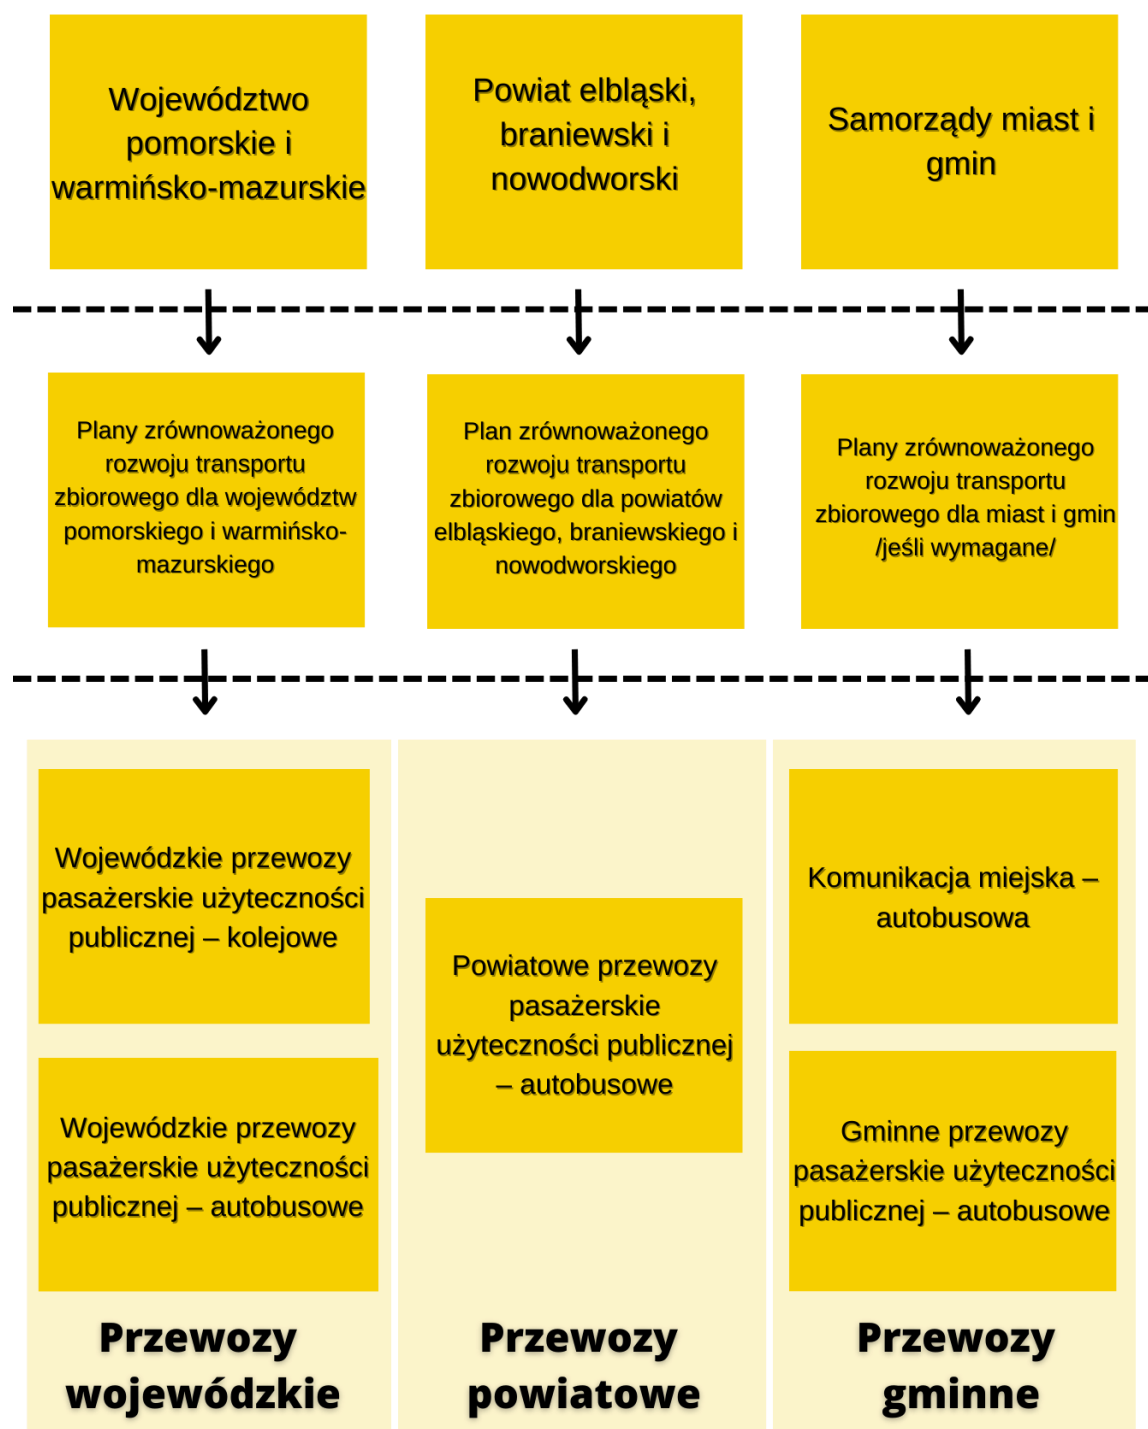 Województwo
pomorskie i
warmińsko-mazurskie
Powiat elbląski,
braniewski i
nowodworski
Samorządy miast i
gmin
Plany zrównoważonego
rozwoju transportu
zbiorowego dla województw
pomorskiego i warmińsko-
mazurskiego
Plan zrównoważonego
rozwoju transportu
zbiorowego dla powiatów
elbląskiego, braniewskiego i
nowodworskiego
Plany zrównoważonego
rozwoju transportu
zbiorowego dla miast i gmin
/jeśli wymagane/
Wojewódzkie przewozy
pasażerskie użyteczności
publicznej – kolejowe
Wojewódzkie przewozy
pasażerskie użyteczności
publicznej – autobusowe
Przewozy
wojewódzkie
Powiatowe przewozy
pasażerskie
użyteczności publicznej
– autobusowe
Przewozy
powiatowe
Komunikacja miejska –
autobusowa
Gminne przewozy
pasażerskie użyteczności
publicznej – autobusowe
Przewozy
gminne